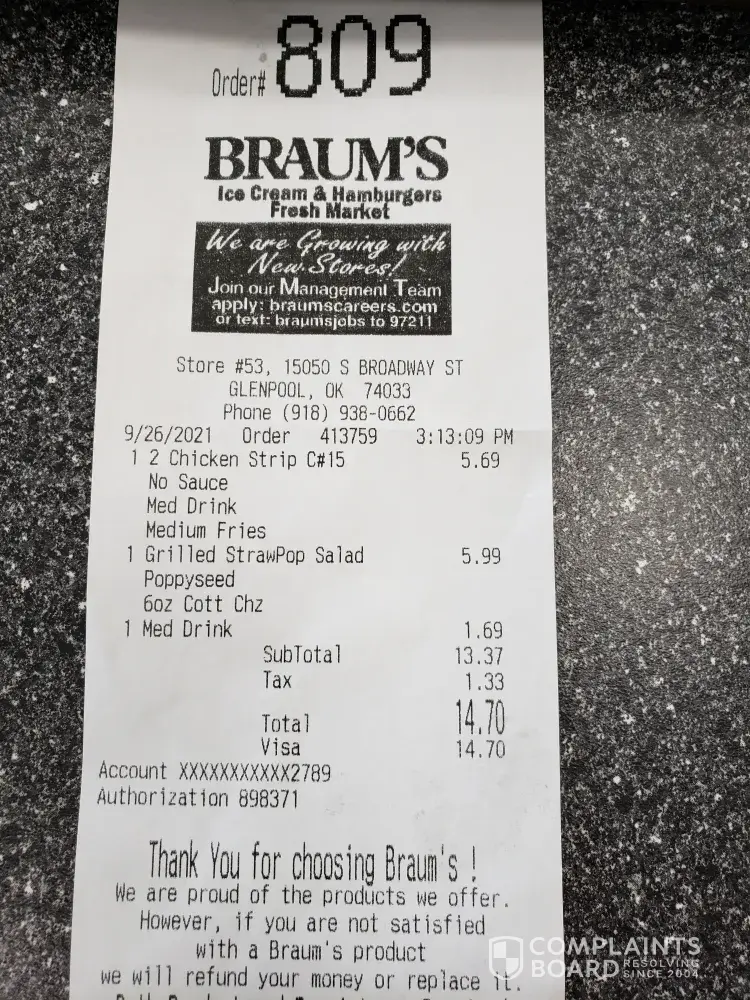 Order# 809
BRAUM'S
Ice Cream & Hamburgers
Fresh Market
We are Growing with
New Stores!
Join our Management Team
apply: braumscareers.com
or text: braumsjobs to 97211
Store #53, 15050 S BROADWAY ST
GLENPOOL, OK 74033
Phone (918) 938-0662
9/26/2021 Order 413759 3:13:09 PM
1 2 Chicken Strip C#15 5.69
No Sauce
Med Drink
Medium Fries
1 Grilled StrawPop Salad 5.99
Poppyseed
6oz Cott Chz
1 Med Drink 1.69
SubTotal 13.37
Tax 1.33
Total 14.70
Visa 14.70
Account XXXXXXXXXXX2789
Authorization 898371
Thank You for choosing Braum's !
We are proud of the products we offer.
However, if you are not satisfied
with a Braum's product
we will refund your money or replace it.
COMPLAINTS
BOARD RESOLVING
SINCE 2004